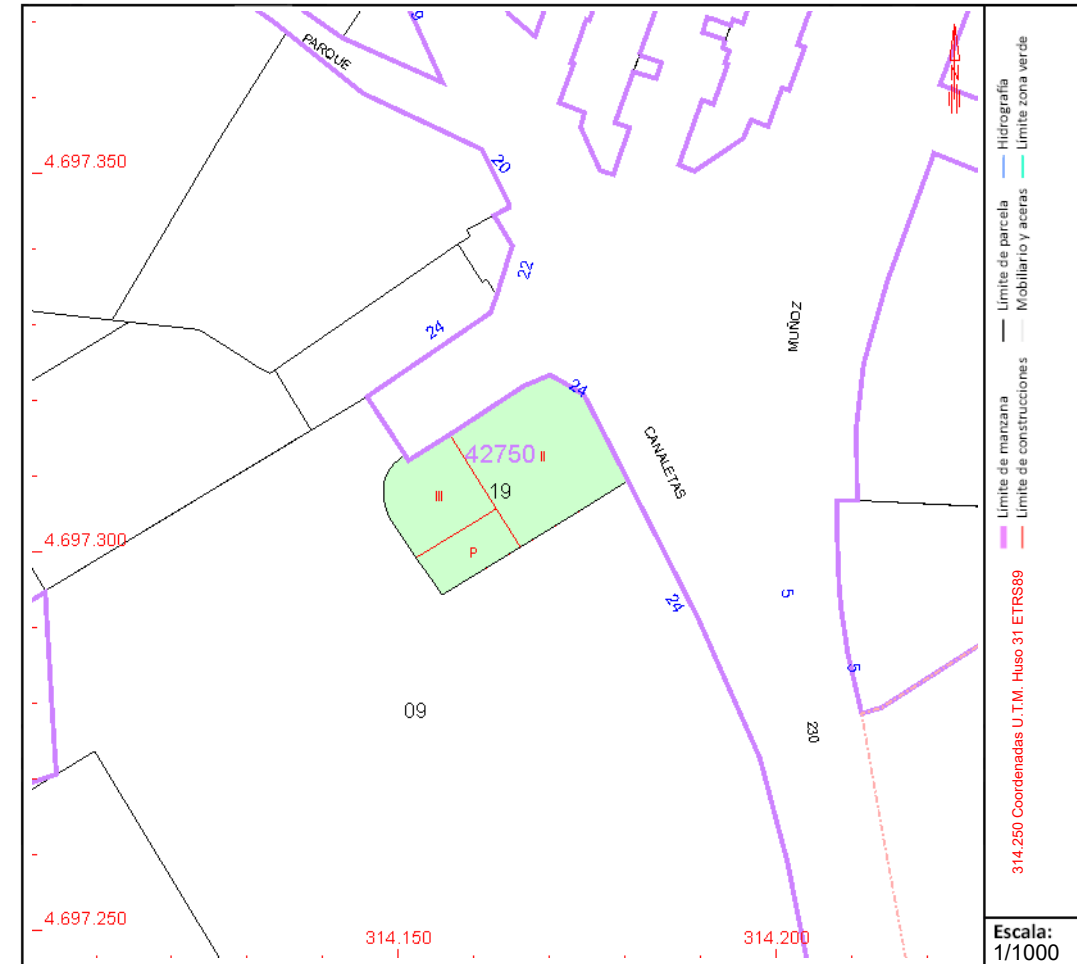 9
PARQUE
20
4.697.350
22
24
MUÑOZ
24
CANALETAS
42750
II
III
19
P
4.697.300
24
5
5
09
230
4.697.250
314.150
314.200
N
Límite de manzana
Límite de parcela
Hidrografía
Límite de construcciones
Mobiliario y aceras
Límite zona verde
314.250 Coordenadas U.T.M. Huso 31 ETRS89
Escala:
1/1000